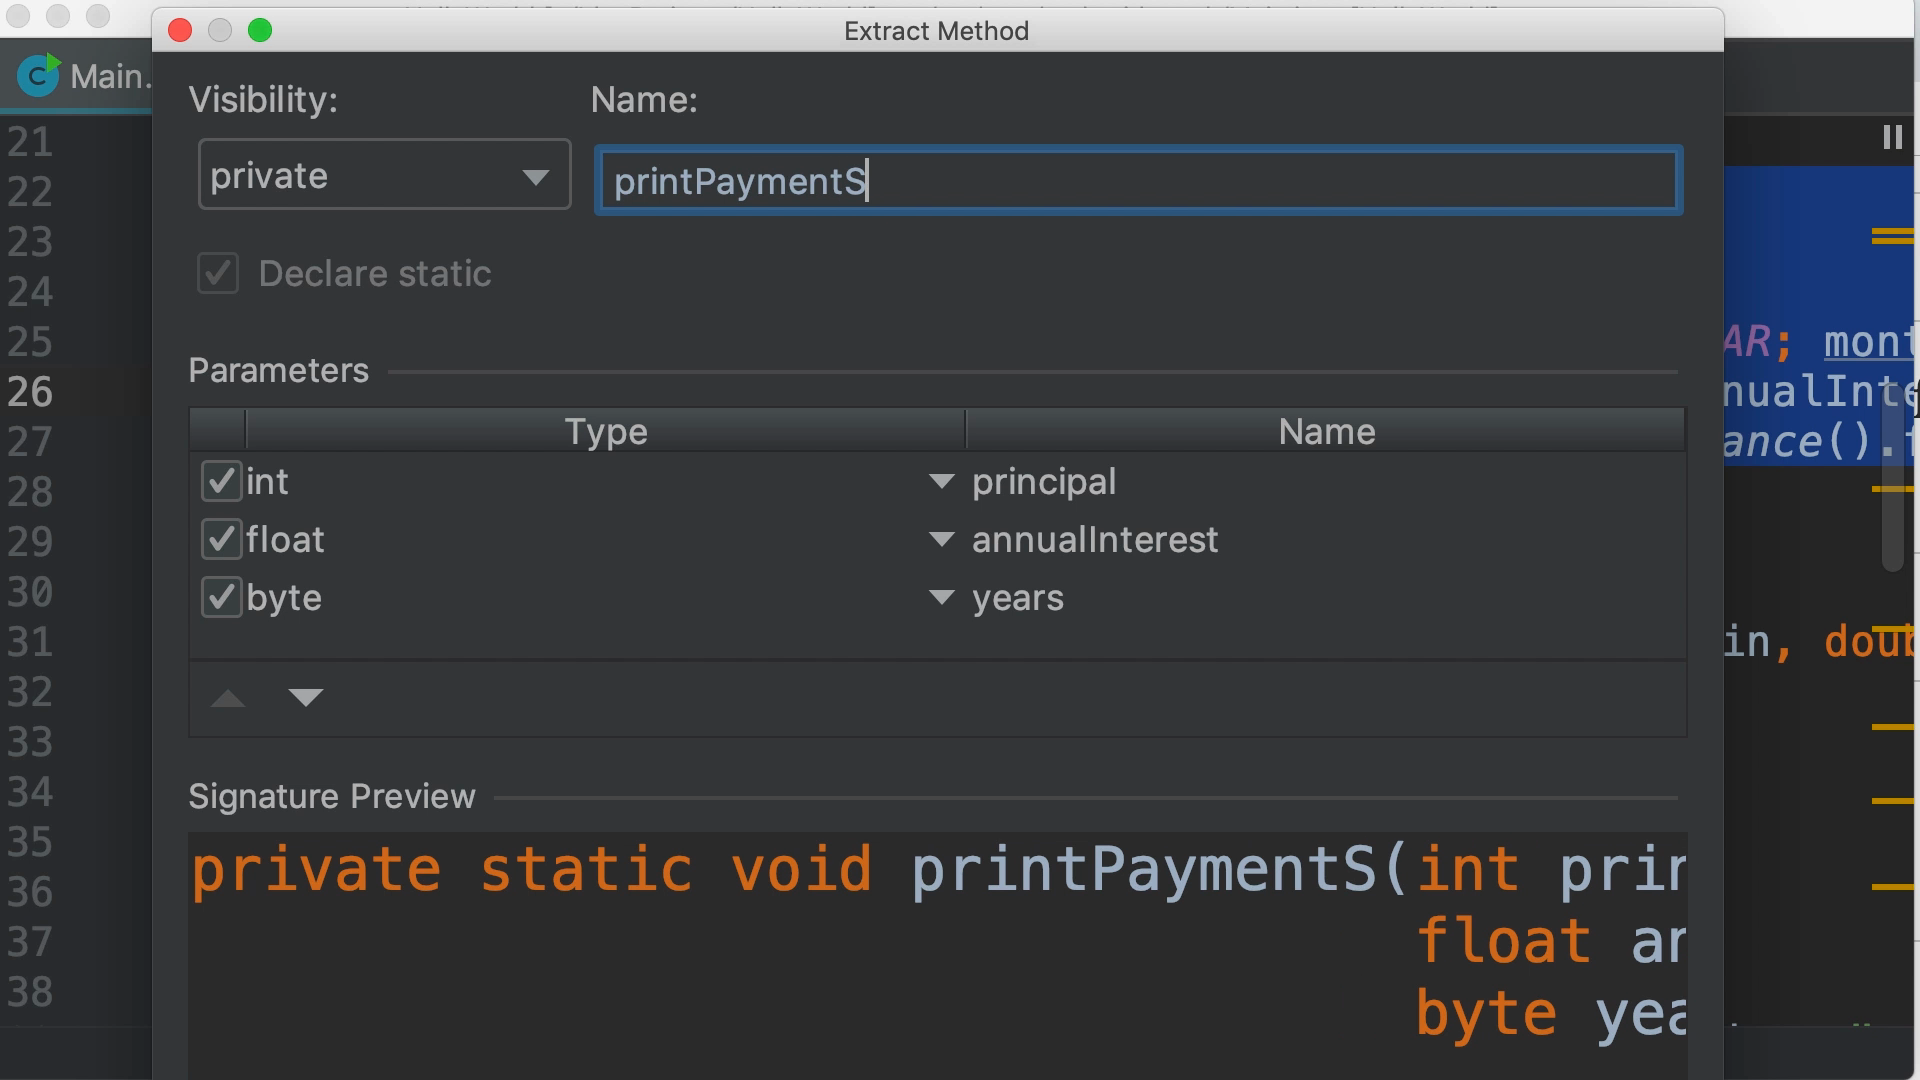 Extract Method
Main.
Visibility:
Name:
private
printPaymentS
Declare static
Parameters
Type
Name
int
principal
float
annualInterest
byte
years
Signature Preview
private static void printPaymentS(int prin
float an
byte yea
21
22
23
24
25
26
27
28
29
30
31
32
33
34
35
36
37
38
AR; mont
nualInte
ance().f
in, doub